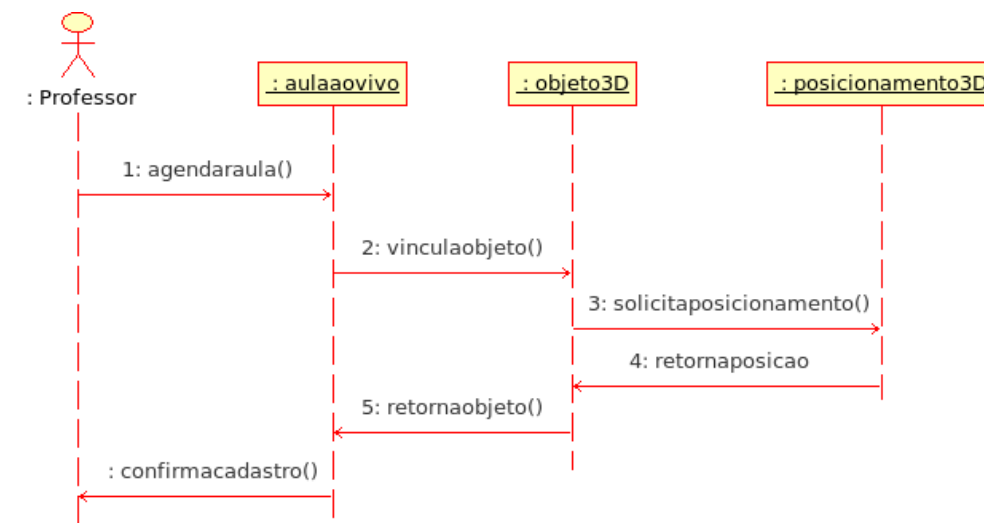 : Professor
: aulaaovivo
: objeto3D
: posicionamento3D
1: agendaraula()
2: vinculaobjeto()
3: solicitaposicionamento()
4: retornaposicao
5: retornaobjeto()
: confirmacadastro()